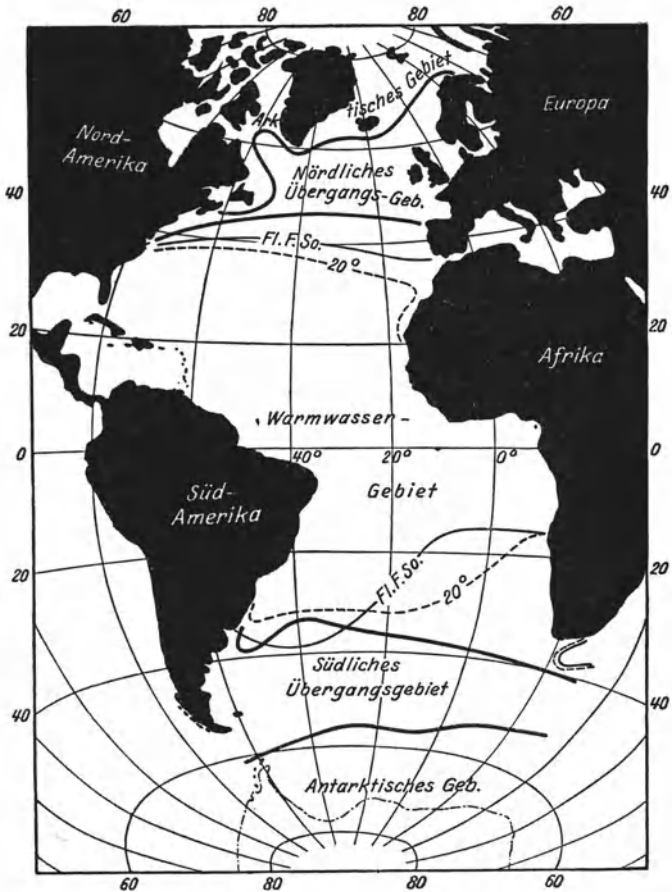 60 80 80 60
Arktisches Gebiet
Europa
Nord-
Amerika
Nördliches
Übergangs-Geb.
40 40
Fl. F. So.
20°
20 20
Afrika
Warmwassen-
0 40° 20° 0° 0
Süd-
Amerika
Gebiet
20 20
Fl. F. So.
20°
Südliches
Übergangsgebiet
40 40
Antarktisches Geb.
60 80 80 60